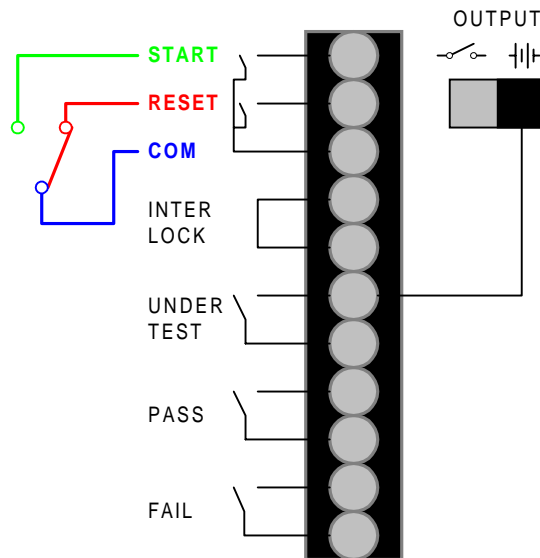 OUTPUT
START
RESET
COM
INTER
LOCK
UNDER
TEST
PASS
FAIL